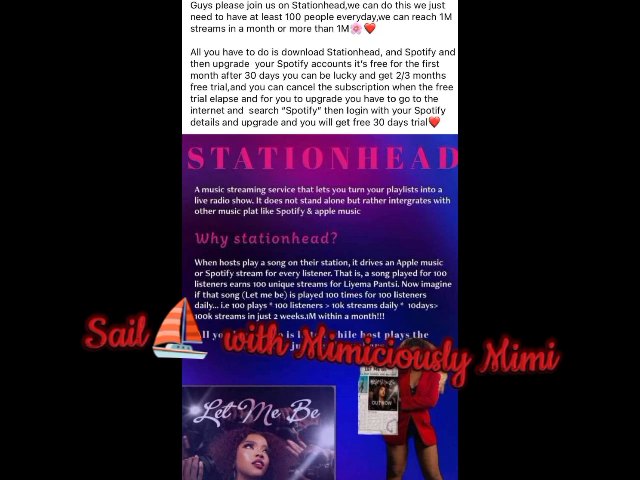 Guys please join us on Stationhead,we can do this we just
need to have at least 100 people everyday,we can reach 1M
streams in a month or more than 1M🌸❤️
All you have to do is download Stationhead, and Spotify and
then upgrade your Spotify accounts it's free for the first
month after 30 days you can be lucky and get 2/3 months
free trial,and you can cancel the subscription when the free
trial elapse and for you to upgrade you have to go to the
internet and search “Spotify” then login with your Spotify
details and upgrade and you will get free 30 days trial❤️
STATIONHEAD
A music streaming service that lets you turn your playlists into a
live radio show. It does not stand alone but rather intergrates with
other music plat like Spotify & apple music
Why stationhead?
When hosts play a song on their station, it drives an Apple music
or Spotify stream for every listener. That is, a song played for 100
listeners earns 100 unique streams for Liyema Pantsi. Now imagine
if that song (Let me be) is played 100 times for 100 listeners
daily... i.e 100 plays * 100 listeners > 10k streams daily * 10days>
100k streams in just 2 weeks.1M within a month!!!
host plays the
Sail ⛵ with Mimiciously Mimi
Let Me Be
OUT NOW